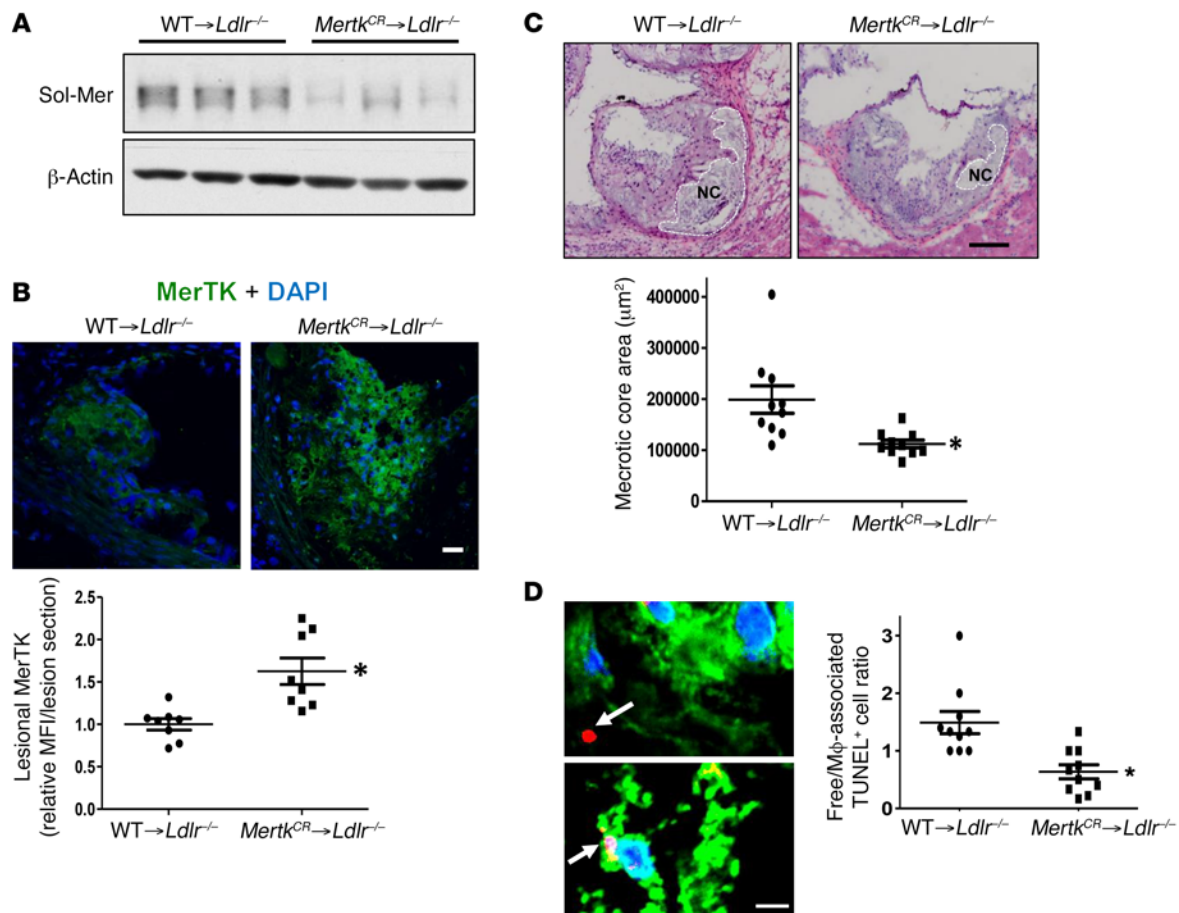 A
WT→Ldlr⁻/⁻ Mertkᶜᴿ→Ldlr⁻/⁻
Sol-Mer
β-Actin
B
MerTK + DAPI
WT→Ldlr⁻/⁻ Mertkᶜᴿ→Ldlr⁻/⁻
Lesional MerTK
(relative MFI/lesion section)
2.5
2.0
1.5
1.0
0.5
0.0
*
WT→Ldlr⁻/⁻ Mertkᶜᴿ→Ldlr⁻/⁻
C
WT→Ldlr⁻/⁻ Mertkᶜᴿ→Ldlr⁻/⁻
NC NC
Mecrotic core area (μm²)
400000
300000
200000
100000
0
*
WT→Ldlr⁻/⁻ Mertkᶜᴿ→Ldlr⁻/⁻
D
Free/Mϕ-associated
TUNEL⁺ cell ratio
3
2
1
0
*
WT→Ldlr⁻/⁻ Mertkᶜᴿ→Ldlr⁻/⁻